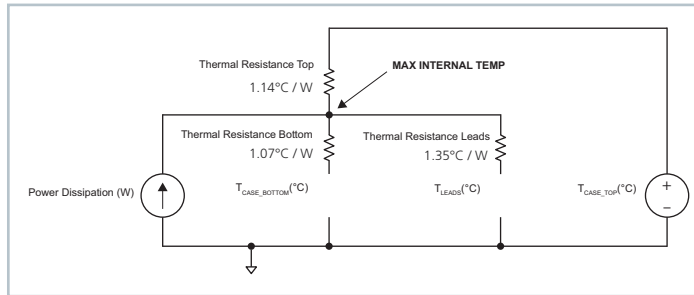 Thermal Resistance Top
1.14°C / W
MAX INTERNAL TEMP
Thermal Resistance Bottom
1.07°C / W
Thermal Resistance Leads
1.35°C / W
Power Dissipation (W)
TCASE_BOTTOM(°C)
TLEADS(°C)
TCASE_TOP(°C)
+
–